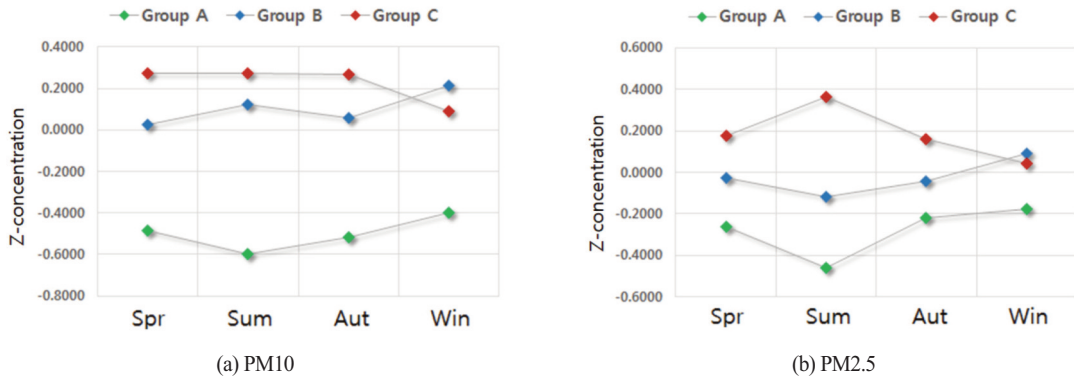 Group A Group B Group C
0.4000
0.2000
0.0000
-0.2000
-0.4000
-0.6000
-0.8000
Z-concentration
Spr Sum Aut Win
(a) PM10
Group A Group B Group C
0.6000
0.4000
0.2000
0.0000
-0.2000
-0.4000
-0.6000
Z-concentration
Spr Sum Aut Win
(b) PM2.5